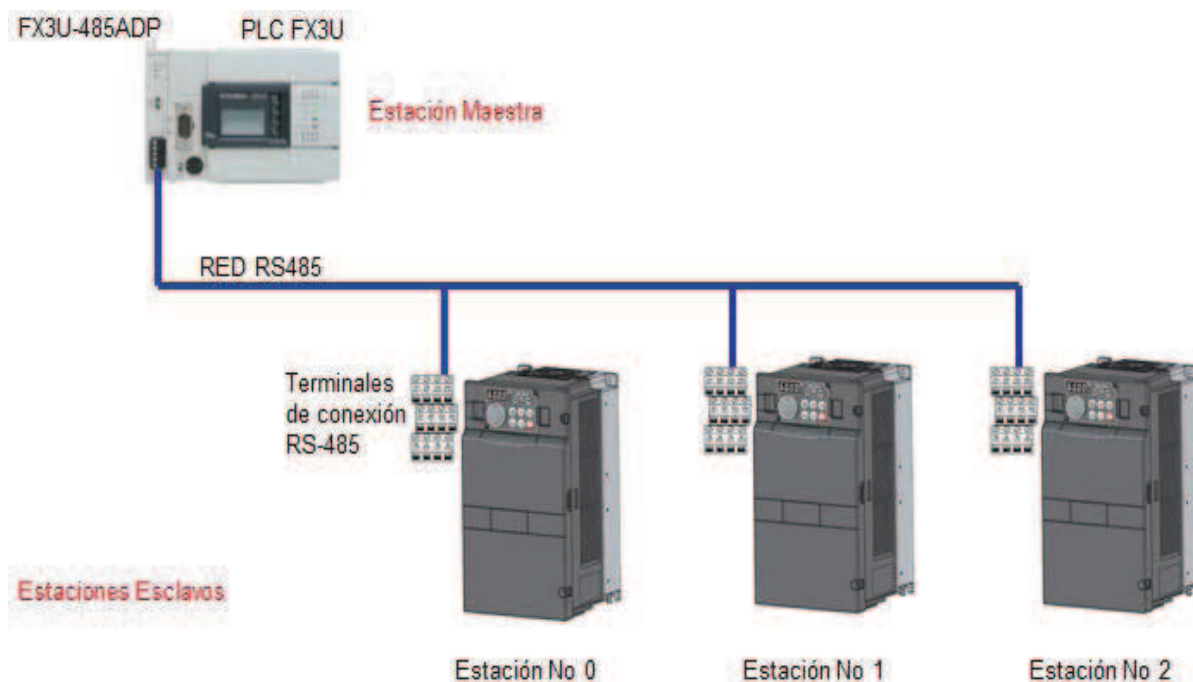 FX3U-485ADP
PLC FX3U
Estación Maestra
RED RS485
Terminales
de conexión
RS-485
Estaciones Esclavos
Estación No 0
Estación No 1
Estación No 2